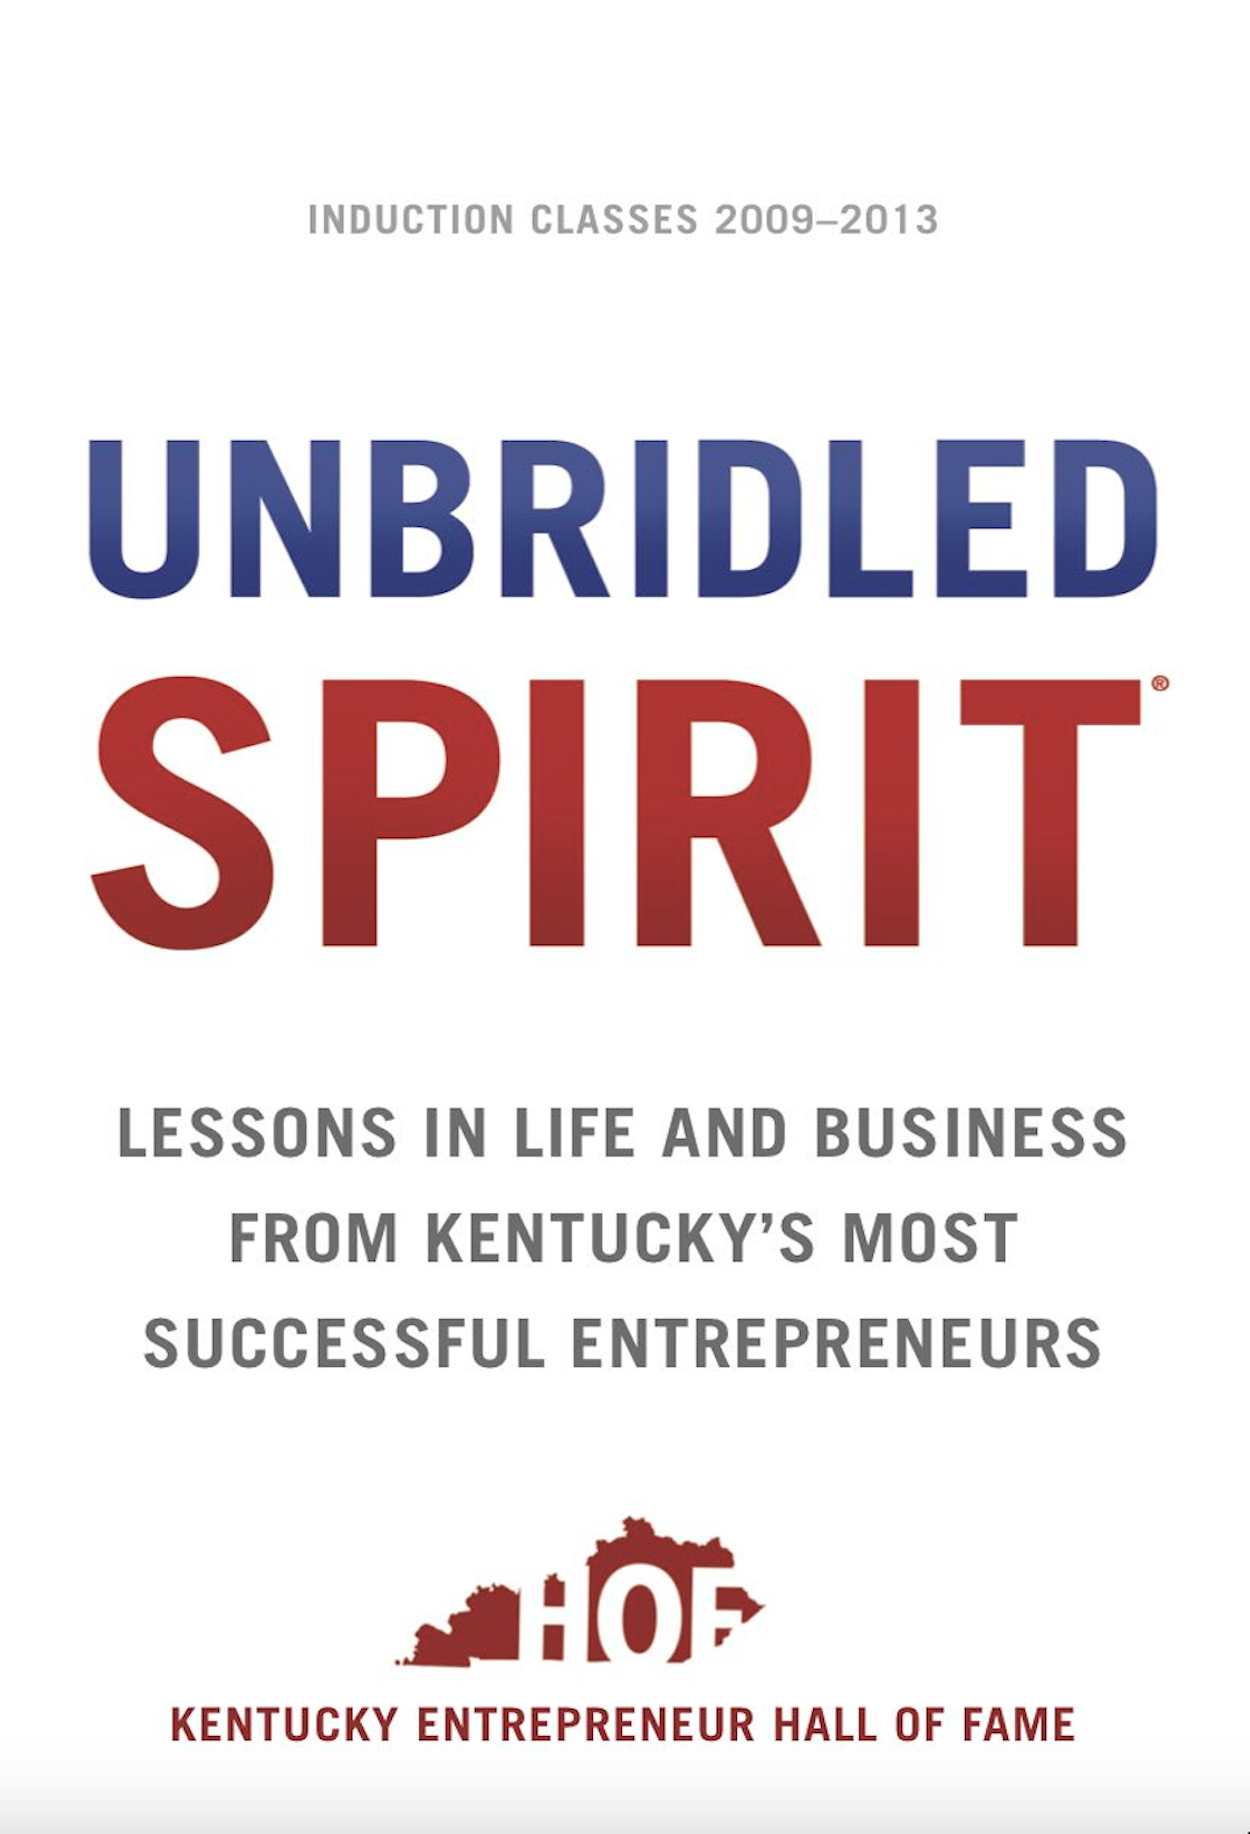 INDUCTION CLASSES 2009–2013
UNBRIDLED
SPIRIT®
LESSONS IN LIFE AND BUSINESS
FROM KENTUCKY’S MOST
SUCCESSFUL ENTREPRENEURS
HOF
KENTUCKY ENTREPRENEUR HALL OF FAME